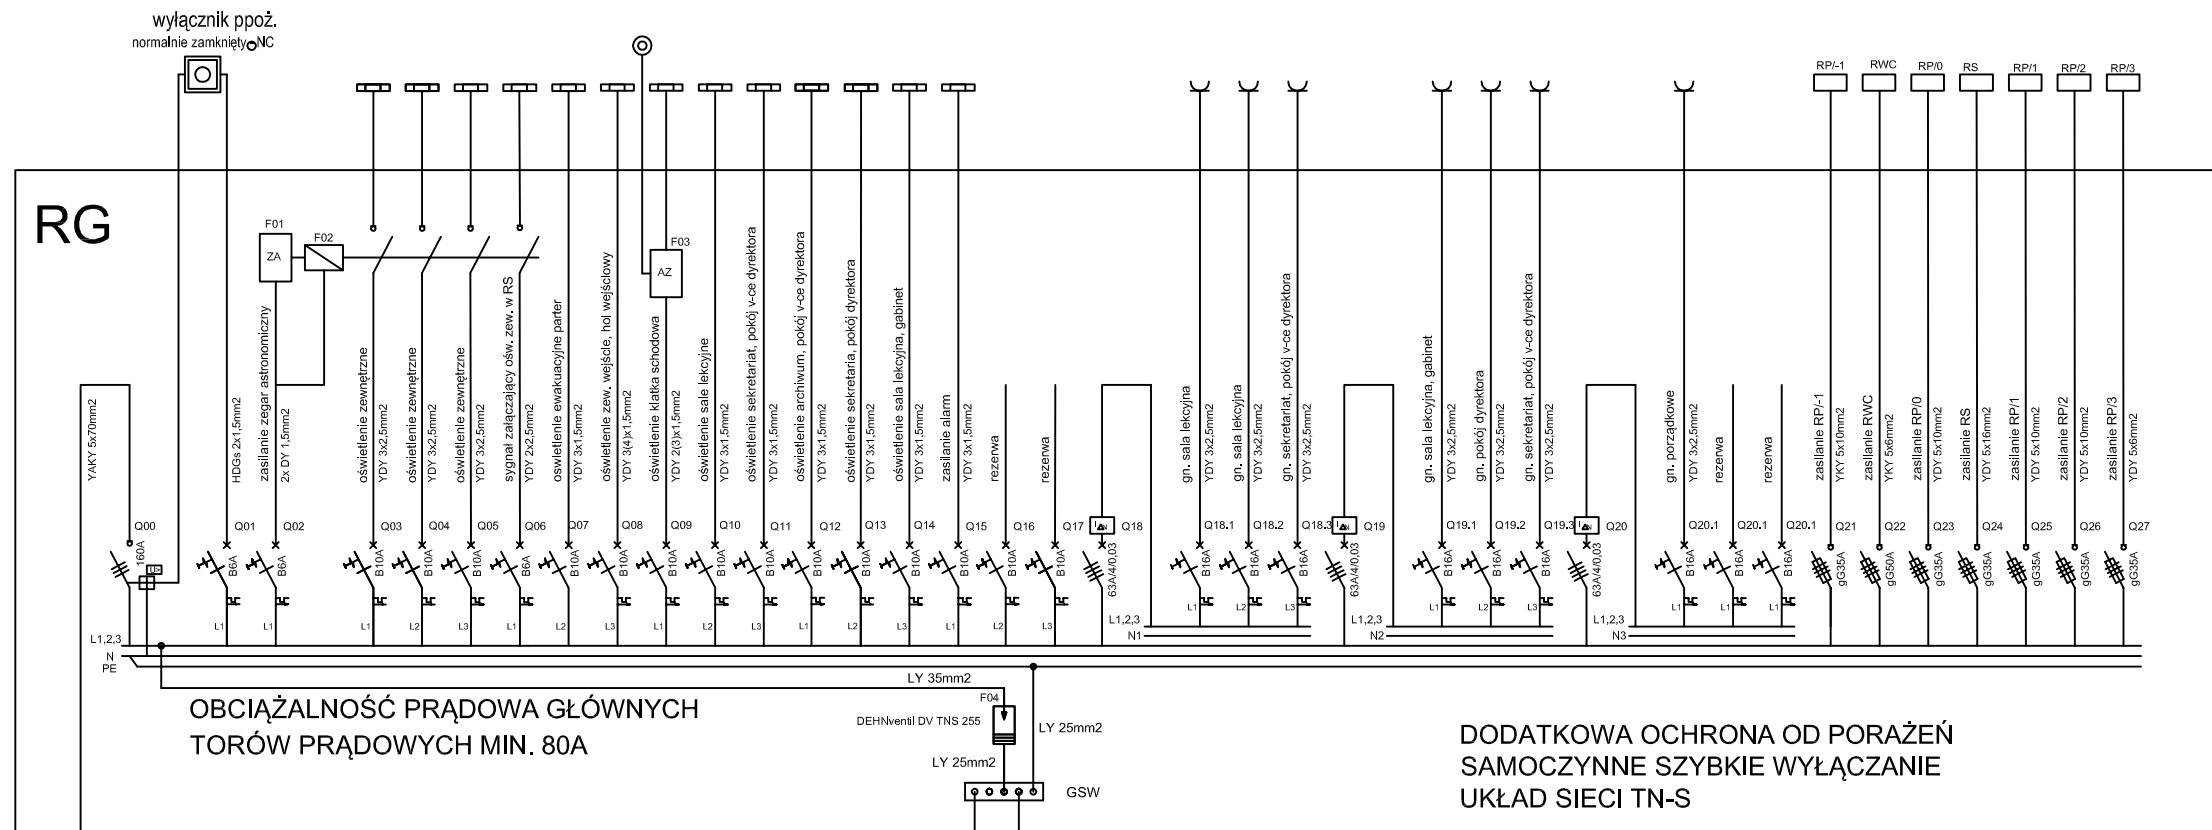 wyłącznik ppoż.
normalnie zamknięty-NC
RP/-1
RWC
RP/0
RS
RP/1
RP/2
RP/3
RG
F01
ZA
F02
F03
AZ
YAKY 5x70mm2
HDGs 2x1,5mm2
zasilanie zegar astronomiczny
2x DY 1,5mm2
oświetlenie zewnętrzne
YDY 3x2,5mm2
oświetlenie zewnętrzne
YDY 3x2,5mm2
oświetlenie zewnętrzne
YDY 3x2,5mm2
sygnał załączający ośw. zew. w RS
YDY 2x2,5mm2
oświetlenie ewakuacyjne parter
YDY 3x1,5mm2
oświetlenie zew. wejście, hol wejściowy
YDY 3(4)x1,5mm2
oświetlenie klatka schodowa
YDY 2(3)x1,5mm2
oświetlenie sale lekcyjne
YDY 3x1,5mm2
oświetlenie sekretariat, pokój v-ce dyrektora
YDY 3x1,5mm2
oświetlenie archiwum, pokój v-ce dyrektora
YDY 3x1,5mm2
oświetlenie sekretaria, pokój dyrektora
YDY 3x1,5mm2
oświetlenie sala lekcyjna, gabinet
YDY 3x1,5mm2
zasilanie alarm
YDY 3x1,5mm2
rezerwa
rezerwa
gn. sala lekcyjna
YDY 3x2,5mm2
gn. sala lekcyjna
YDY 3x2,5mm2
gn. sekretariat, pokój v-ce dyrektora
YDY 3x2,5mm2
gn. sala lekcyjna, gabinet
YDY 3x2,5mm2
gn. pokój dyrektora
YDY 3x2,5mm2
gn. sekretariat, pokój v-ce dyrektora
YDY 3x2,5mm2
gn. porządkowe
YDY 3x2,5mm2
rezerwa
rezerwa
zasilanie RP/-1
YKY 5x10mm2
zasilanie RWC
YKY 5x6mm2
zasilanie RP/0
YDY 5x10mm2
zasilanie RS
YDY 5x16mm2
zasilanie RP/1
YDY 5x10mm2
zasilanie RP/2
YDY 5x10mm2
zasilanie RP/3
YDY 5x6mm2
Q00
Q01
Q02
Q03
Q04
Q05
Q06
Q07
Q08
Q09
Q10
Q11
Q12
Q13
Q14
Q15
Q16
Q17
Q18
Q18.1
Q18.2
Q18.3
Q19
Q19.1
Q19.2
Q19.3
Q20
Q20.1
Q20.1
Q20.1
Q21
Q22
Q23
Q24
Q25
Q26
Q27
160A
U>
B6A
B6A
B10A
B10A
B10A
B6A
B10A
B10A
B10A
B10A
B10A
B10A
B10A
B10A
B10A
B10A
B10A
63A/4/0,03
B16A
B16A
B16A
63A/4/0,03
B16A
B16A
B16A
63A/4/0,03
B16A
B16A
B16A
gG35A
gG50A
gG35A
gG35A
gG35A
gG35A
gG35A
L1
L1
L1
L2
L3
L1
L2
L3
L1
L2
L3
L1
L2
L3
L1
L2
L3
L1
L2
L3
L1
L2
L3
L1
L1
L1
L1,2,3
N1
L1,2,3
N2
L1,2,3
N3
L1,2,3
N
PE
LY 35mm2
F04
DEHNventil DV TNS 255
LY 25mm2
LY 25mm2
GSW
OBCIĄŻALNOŚĆ PRĄDOWA GŁÓWNYCH
TORÓW PRĄDOWYCH MIN. 80A
DODATKOWA OCHRONA OD PORAŻEŃ
SAMOCZYNNE SZYBKIE WYŁĄCZANIE
UKŁAD SIECI TN-S